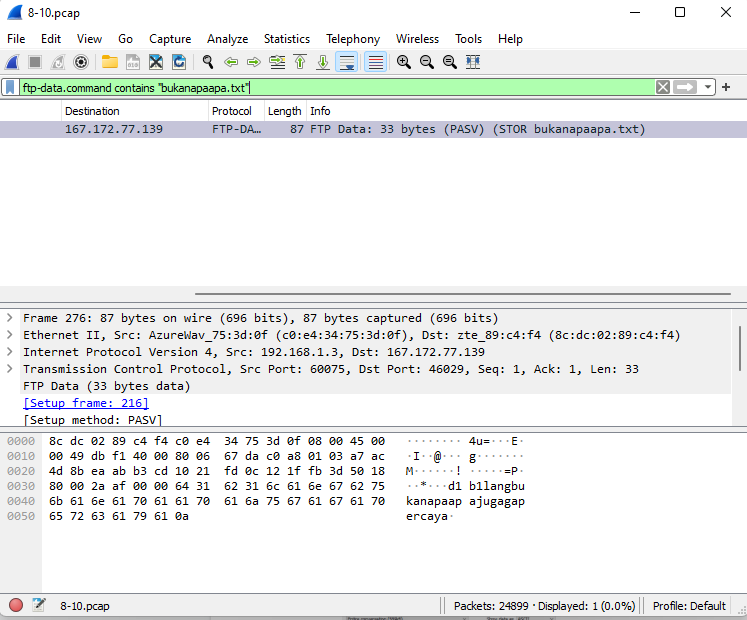 8-10.pcap
File Edit View Go Capture Analyze Statistics Telephony Wireless Tools Help
ftp-data.command contains "bukanapaapa.txt"
Destination Protocol Length Info
167.172.77.139 FTP-DA… 87 FTP Data: 33 bytes (PASV) (STOR bukanapaapa.txt)
Frame 276: 87 bytes on wire (696 bits), 87 bytes captured (696 bits)
Ethernet II, Src: AzureWav_75:3d:0f (c0:e4:34:75:3d:0f), Dst: zte_89:c4:f4 (8c:dc:02:89:c4:f4)
Internet Protocol Version 4, Src: 192.168.1.3, Dst: 167.172.77.139
Transmission Control Protocol, Src Port: 60075, Dst Port: 46029, Seq: 1, Ack: 1, Len: 33
FTP Data (33 bytes data)
[Setup frame: 216]
[Setup method: PASV]
0000 8c dc 02 89 c4 f4 c0 e4 34 75 3d 0f 08 00 45 00 ········ 4u=···E·
0010 00 49 db f1 40 00 80 06 67 da c0 a8 01 03 a7 ac ·I··@··· g·······
0020 4d 8b ea ab b3 cd 10 21 fd 0c 12 1f fb 3d 50 18 M······! ·····=P·
0030 80 00 2a af 00 00 64 31 62 31 6c 61 6e 67 62 75 ··*···d1 b1langbu
0040 6b 61 6e 61 70 61 61 70 61 6a 75 67 61 67 61 70 kanapaap ajugagap
0050 65 72 63 61 79 61 0a ercaya·
8-10.pcap Packets: 24899 · Displayed: 1 (0.0%) Profile: Default